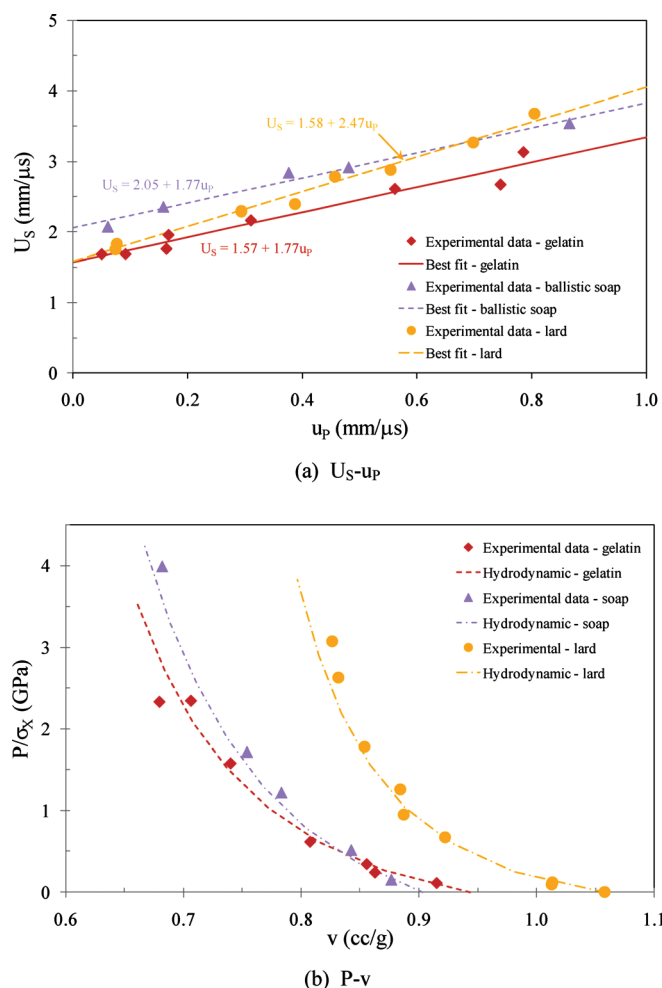 5
4
3
2
1
0
U_S (mm/μs)
U_S = 1.58 + 2.47u_P
U_S = 2.05 + 1.77u_P
U_S = 1.57 + 1.77u_P
Experimental data - gelatin
Best fit - gelatin
Experimental data - ballistic soap
Best fit - ballistic soap
Experimental data - lard
Best fit - lard
0.0 0.2 0.4 0.6 0.8 1.0
u_P (mm/μs)
(a) U_S-u_P
4
3
2
1
0
P/σ_X (GPa)
Experimental data - gelatin
Hydrodynamic - gelatin
Experimental data - soap
Hydrodynamic - soap
Experimental - lard
Hydrodynamic - lard
0.6 0.7 0.8 0.9 1.0 1.1
v (cc/g)
(b) P-v